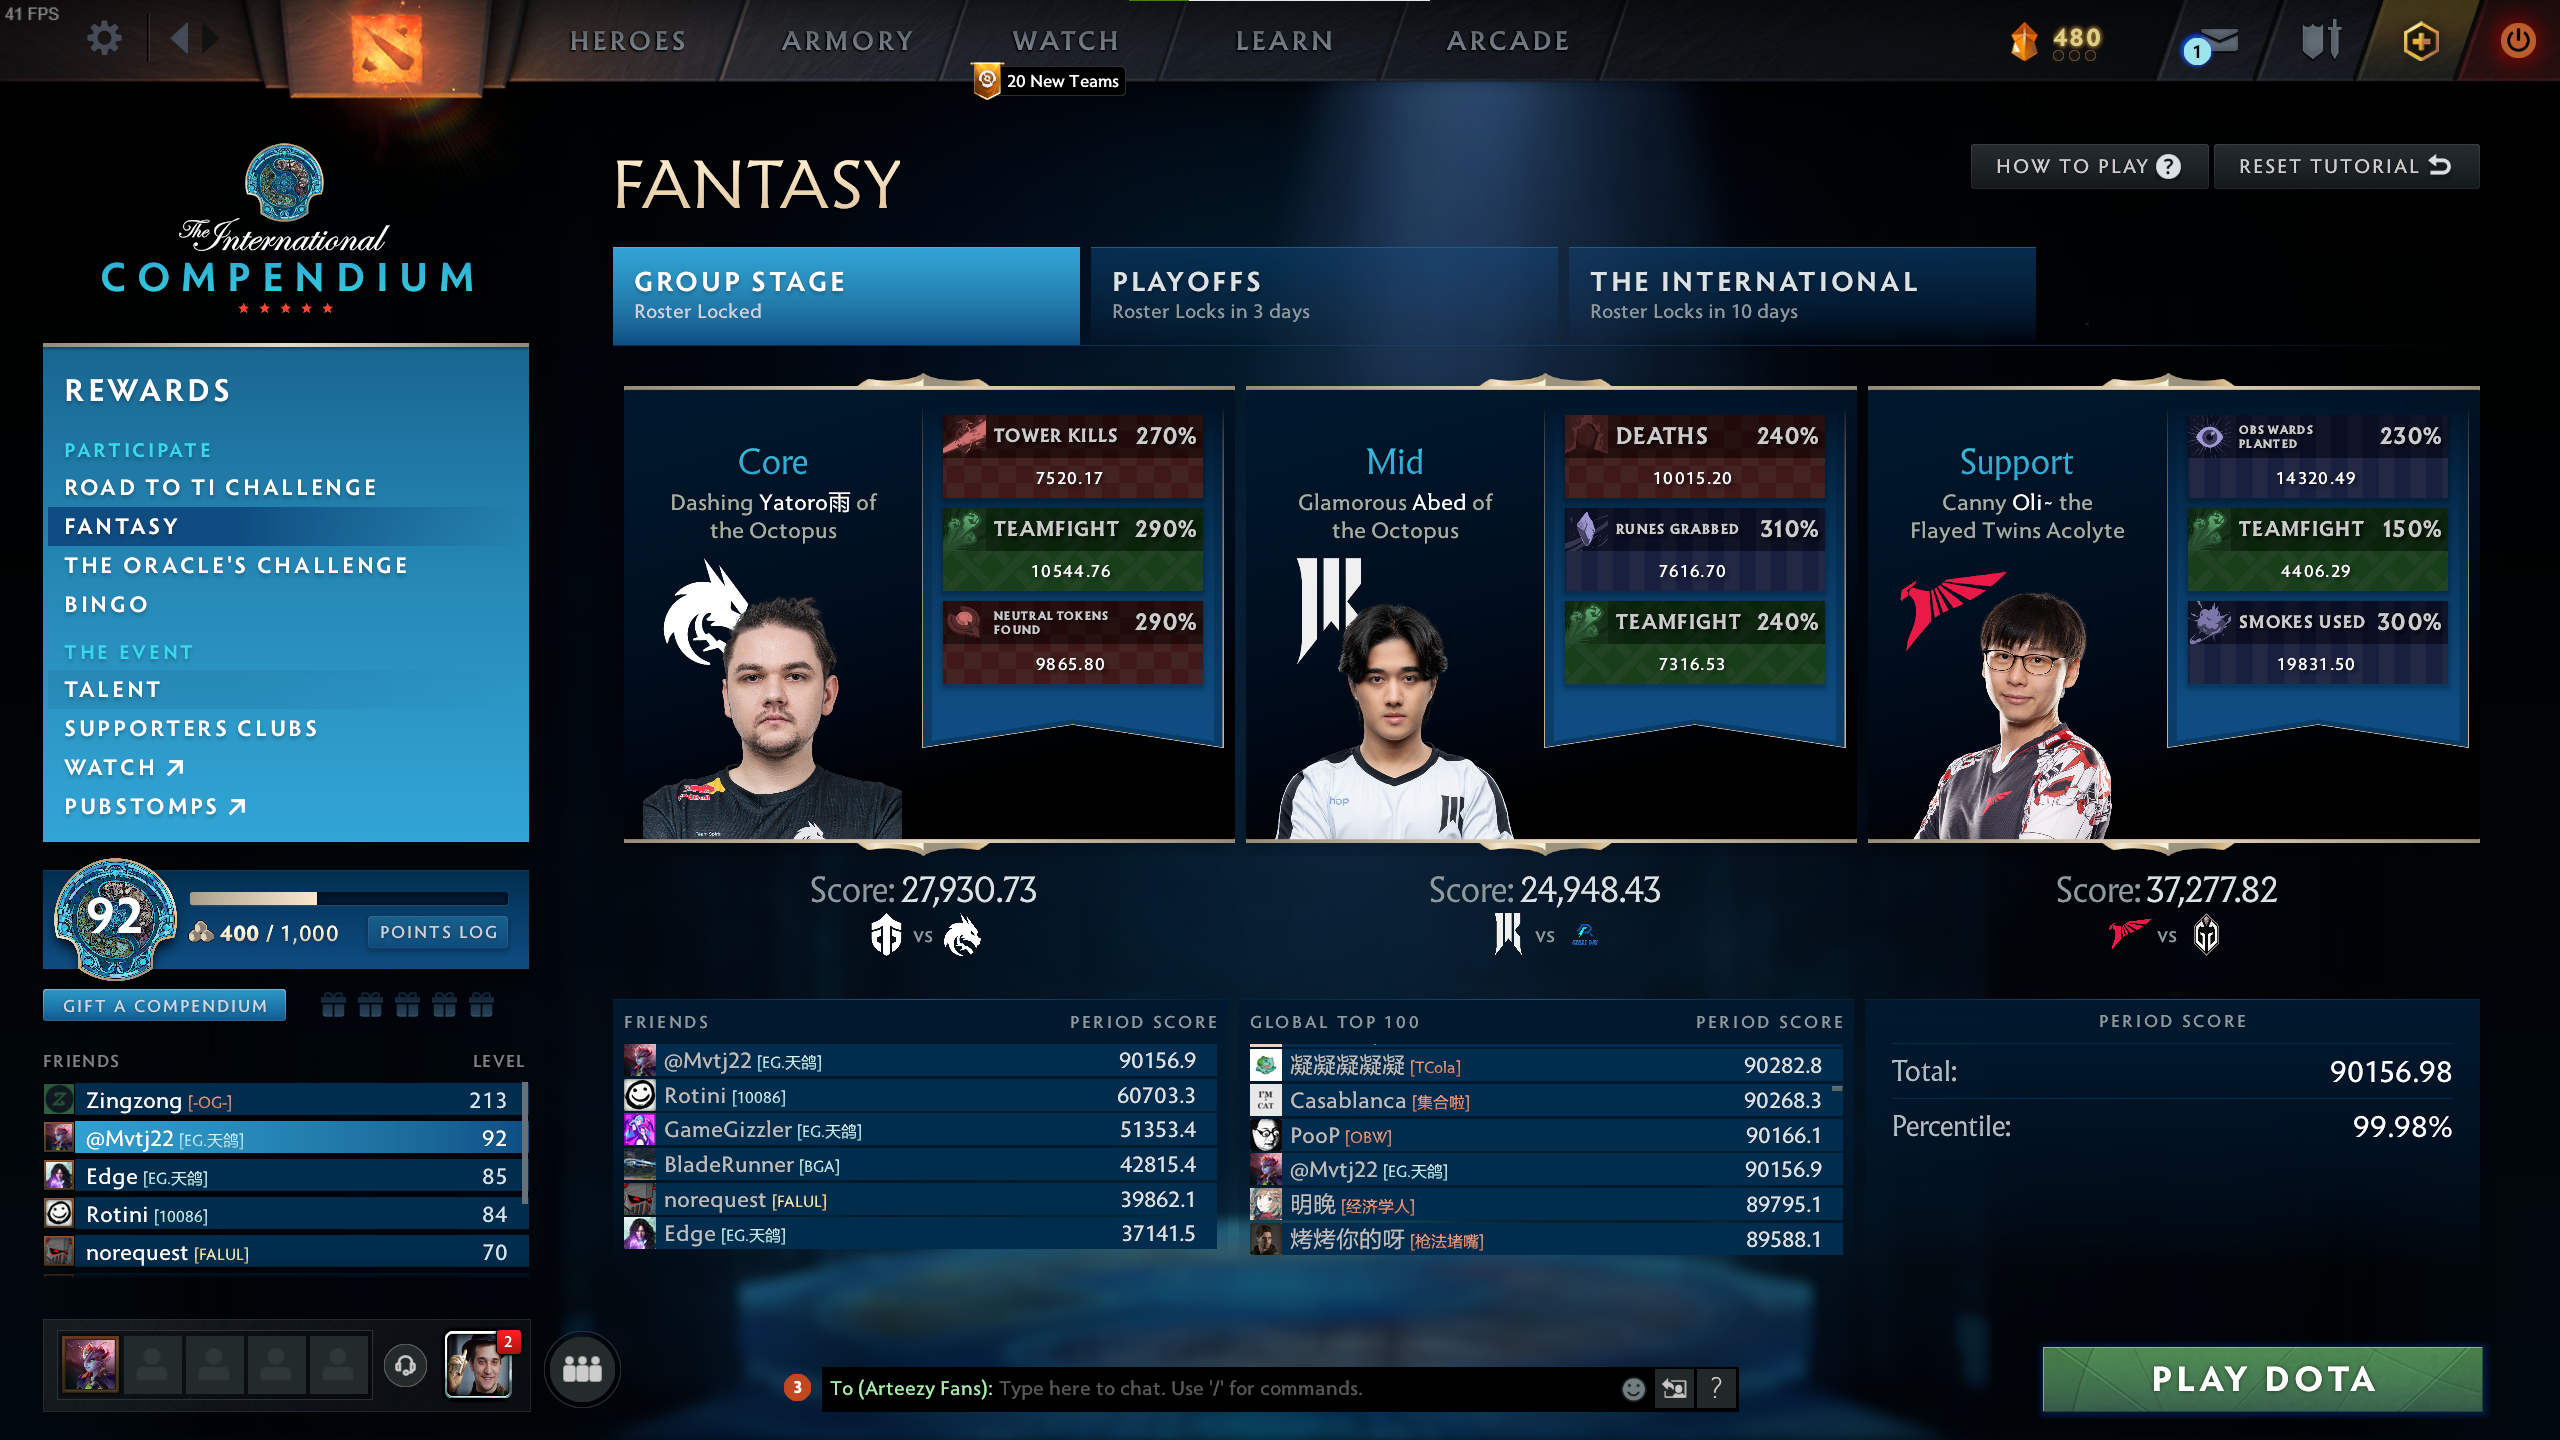 41 FPS
HEROES
ARMORY
WATCH
LEARN
ARCADE
480
1
20 New Teams
The International
COMPENDIUM
FANTASY
HOW TO PLAY ?
RESET TUTORIAL
GROUP STAGE
Roster Locked
PLAYOFFS
Roster Locks in 3 days
THE INTERNATIONAL
Roster Locks in 10 days
REWARDS
PARTICIPATE
ROAD TO TI CHALLENGE
FANTASY
THE ORACLE'S CHALLENGE
BINGO
THE EVENT
TALENT
SUPPORTERS CLUBS
WATCH
PUBSTOMPS
92
400 / 1,000
POINTS LOG
GIFT A COMPENDIUM
FRIENDS LEVEL
Zingzong [-OG-] 213
@Mvtj22 [EG.天鸽] 92
Edge [EG.天鸽] 85
Rotini [10086] 84
norequest [FALUL] 70
Core
Dashing Yatoro雨 of
the Octopus
TOWER KILLS 270%
7520.17
TEAMFIGHT 290%
10544.76
NEUTRAL TOKENS
FOUND
290%
9865.80
Score: 27,930.73
VS
Mid
Glamorous Abed of
the Octopus
hop
DEATHS 240%
10015.20
RUNES GRABBED 310%
7616.70
TEAMFIGHT 240%
7316.53
Score: 24,948.43
VS
Support
Canny Oli~ the
Flayed Twins Acolyte
OBS WARDS
PLANTED
230%
14320.49
TEAMFIGHT 150%
4406.29
SMOKES USED 300%
19831.50
Score: 37,277.82
VS
FRIENDS PERIOD SCORE
@Mvtj22 [EG.天鸽] 90156.9
Rotini [10086] 60703.3
GameGizzler [EG.天鸽] 51353.4
BladeRunner [BGA] 42815.4
norequest [FALUL] 39862.1
Edge [EG.天鸽] 37141.5
GLOBAL TOP 100 PERIOD SCORE
凝凝凝凝凝 [TCola] 90282.8
I'M CAT
Casablanca [集合啦] 90268.3
PooP [OBW] 90166.1
@Mvtj22 [EG.天鸽] 90156.9
明晚 [经济学人] 89795.1
烤烤你的呀 [枪法堵嘴] 89588.1
PERIOD SCORE
Total: 90156.98
Percentile: 99.98%
2
3
To (Arteezy Fans): Type here to chat. Use '/' for commands.
?
PLAY DOTA